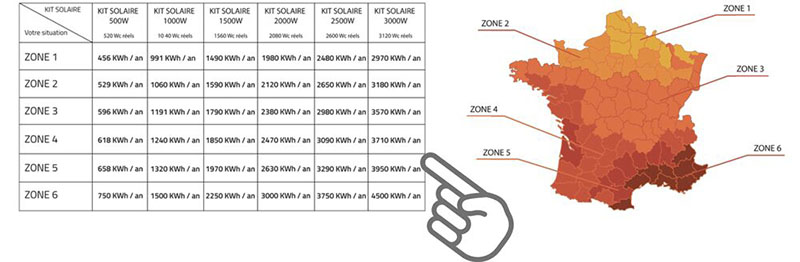 KIT SOLAIRE
Votre situation
KIT SOLAIRE 500W 520 Wc réels
KIT SOLAIRE 1000W 10 40 Wc réels
KIT SOLAIRE 1500W 1560 Wc réels
KIT SOLAIRE 2000W 2080 Wc réels
KIT SOLAIRE 2500W 2600 Wc réels
KIT SOLAIRE 3000W 3120 Wc réels
ZONE 1 456 KWh / an 991 KWh / an 1490 KWh / an 1980 KWh / an 2480 KWh / an 2970 KWh / an
ZONE 2 529 KWh / an 1060 KWh / an 1590 KWh / an 2120 KWh / an 2650 KWh / an 3180 KWh / an
ZONE 3 596 KWh / an 1191 KWh / an 1790 KWh / an 2380 KWh / an 2980 KWh / an 3570 KWh / an
ZONE 4 618 KWh / an 1240 KWh / an 1850 KWh / an 2470 KWh / an 3090 KWh / an 3710 KWh / an
ZONE 5 658 KWh / an 1320 KWh / an 1970 KWh / an 2630 KWh / an 3290 KWh / an 3950 KWh / an
ZONE 6 750 KWh / an 1500 KWh / an 2250 KWh / an 3000 KWh / an 3750 KWh / an 4500 KWh / an
ZONE 1
ZONE 2
ZONE 3
ZONE 4
ZONE 5
ZONE 6